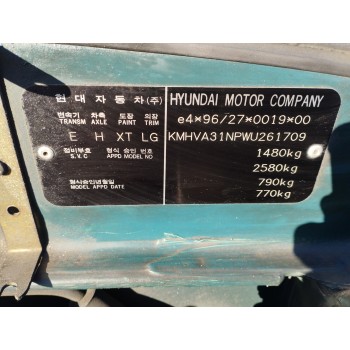 현대자동차(주) HYUNDAI MOTOR COMPANY
변속기 차축 도장 의장 e4*96/27*0019*00
TRANSM AXLE PAINT TRIM
E H XT LG KMHVA31NPWU261709
정비부호 형식 승인 번호 1480kg
S.V.C APPD MODEL NO
2580kg
형식승인년월일 790kg
MODEL APPD DATE 770kg